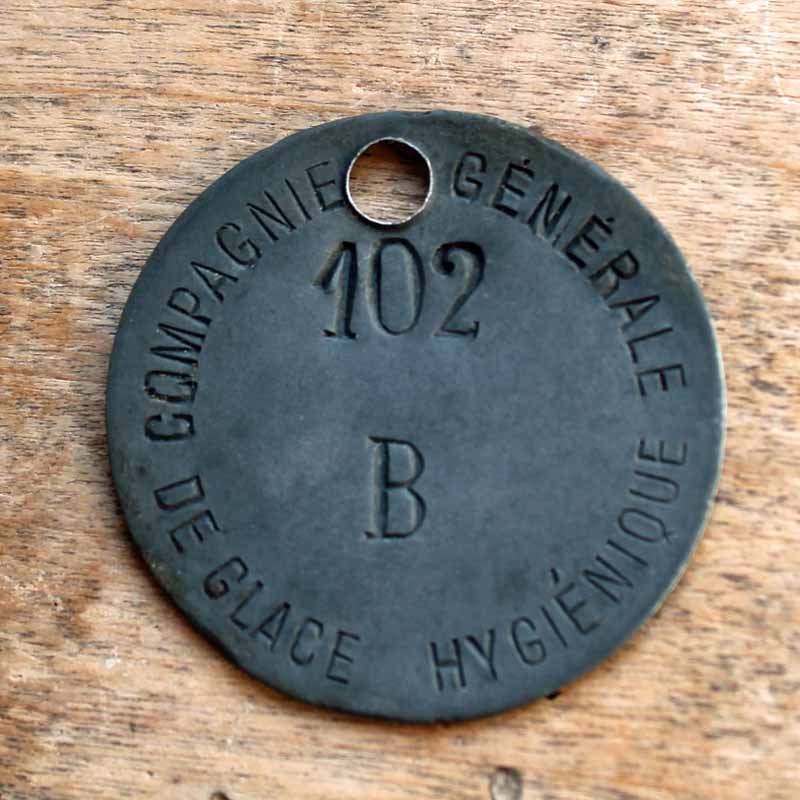 COMPAGNIE GÉNÉRALE
102
B
DE GLACE HYGIÉNIQUE